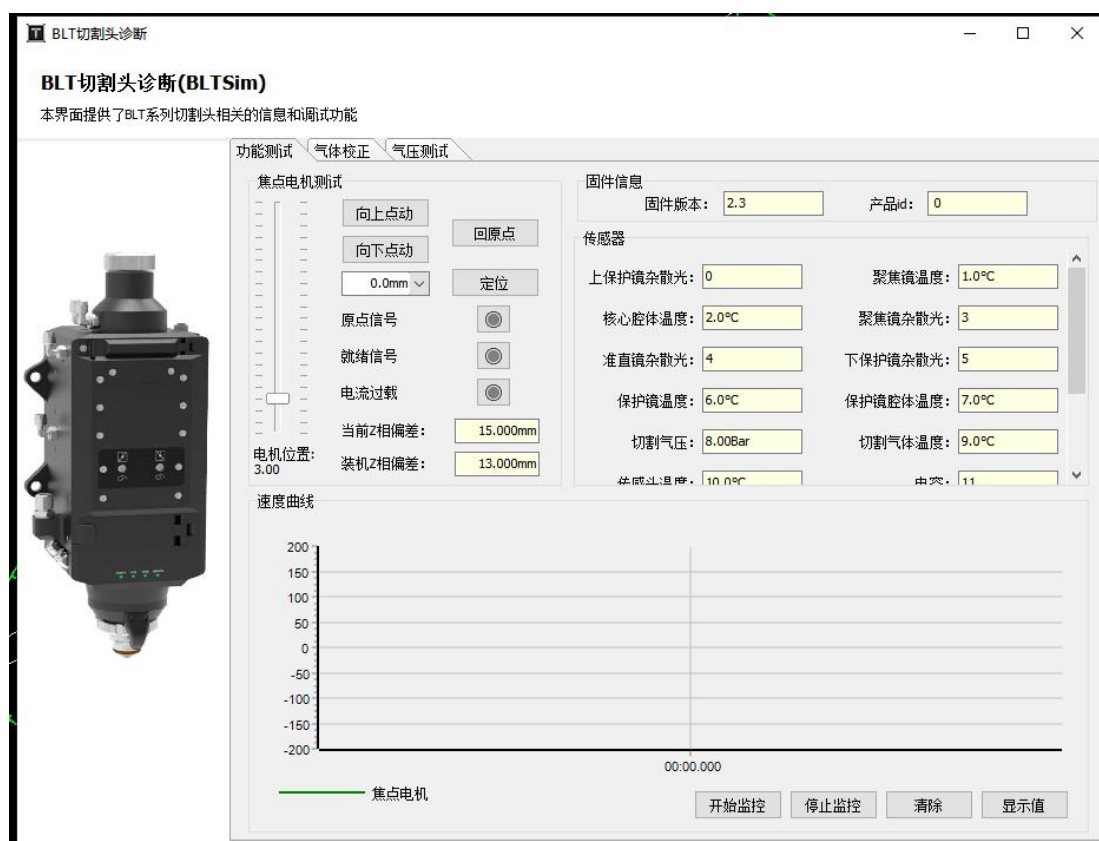 BLT切割头诊断
BLT切割头诊断(BLTSim)
本界面提供了BLT系列切割头相关的信息和调试功能
功能测试 气体校正 气压测试
焦点电机测试
向上点动
向下点动
回原点
0.0mm 定位
原点信号
就绪信号
电流过载
当前Z相偏差: 15.000mm
装机Z相偏差: 13.000mm
电机位置:
3.00
固件信息
固件版本: 2.3 产品id: 0
传感器
上保护镜杂散光: 0 聚焦镜温度: 1.0℃
核心腔体温度: 2.0℃ 聚焦镜杂散光: 3
准直镜杂散光: 4 下保护镜杂散光: 5
保护镜温度: 6.0℃ 保护镜腔体温度: 7.0℃
切割气压: 8.00Bar 切割气体温度: 9.0℃
传感头温度: 10.0℃ 电容: 11
速度曲线
200
150
100
50
0
-50
-100
-150
-200
00:00.000
焦点电机
开始监控 停止监控 清除 显示值